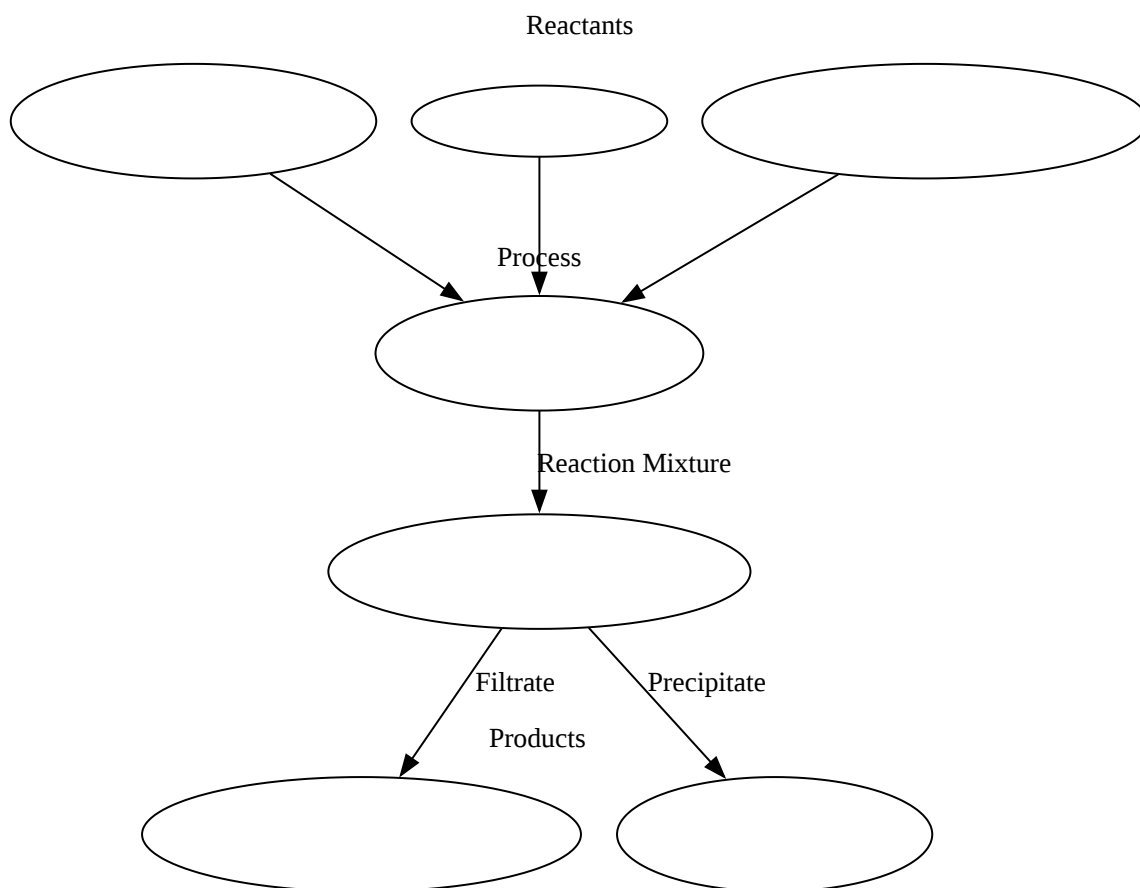 Reactants
Process
Reaction Mixture
Filtrate
Precipitate
Products